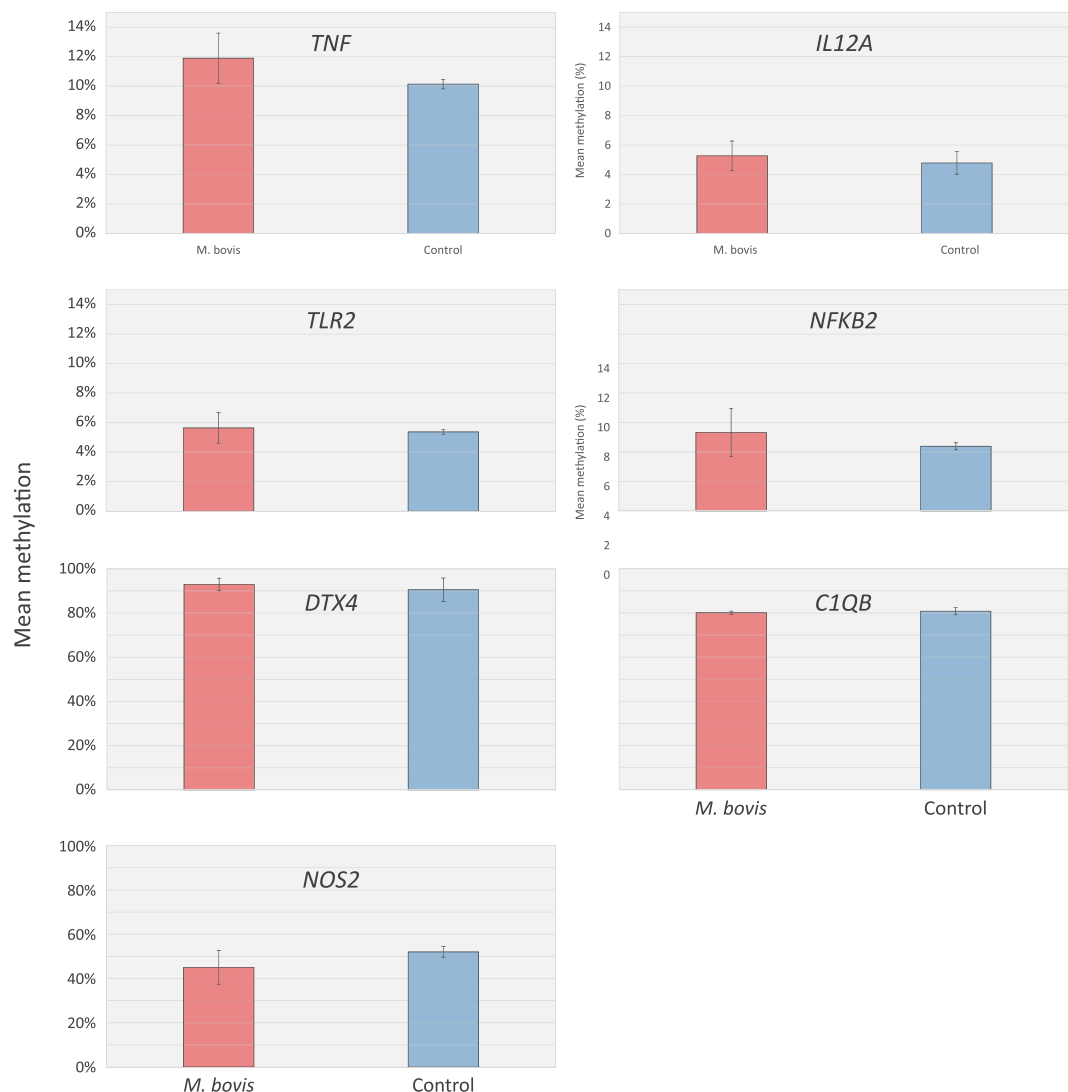 TNF
14%
12%
10%
8%
6%
4%
2%
0%
M. bovis
Control
IL12A
Mean methylation (%)
14
12
10
8
6
4
2
0
M. bovis
Control
Mean methylation
TLR2
14%
12%
10%
8%
6%
4%
2%
0%
NFKB2
Mean methylation (%)
14
12
10
8
6
4
2
0
DTX4
100%
80%
60%
40%
20%
0%
C1QB
M. bovis
Control
NOS2
100%
80%
60%
40%
20%
0%
M. bovis
Control